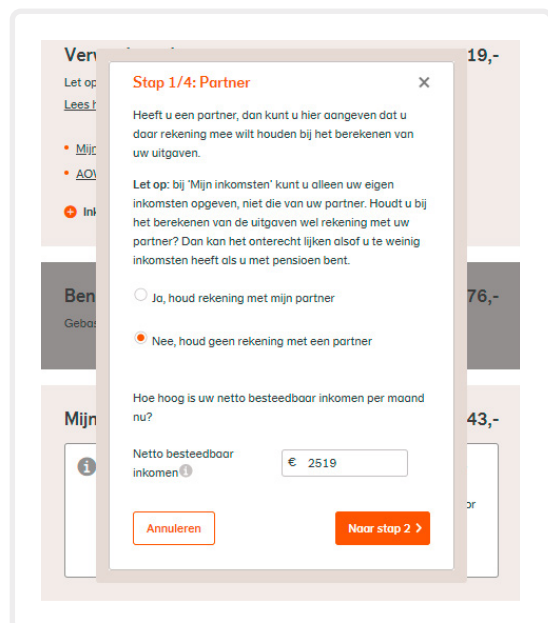 19,-
Let op
Stap 1/4: Partner
Heeft u een partner, dan kunt u hier aangeven dat u
daar rekening mee wilt houden bij het berekenen van
uw uitgaven.
Let op: bij 'Mijn inkomsten' kunt u alleen uw eigen
inkomsten opgeven, niet die van uw partner. Houdt u bij
het berekenen van de uitgaven wel rekening met uw
partner? Dan kan het onterecht lijken alsof u te weinig
inkomsten heeft als u met pensioen bent.
Ja, houd rekening met mijn partner
76,-
Nee, houd geen rekening met een partner
Hoe hoog is uw netto besteedbaar inkomen per maand
nu?
Mijn
43,-
Netto besteedbaar
inkomen
€ 2519
Annuleren
Naar stap 2 >